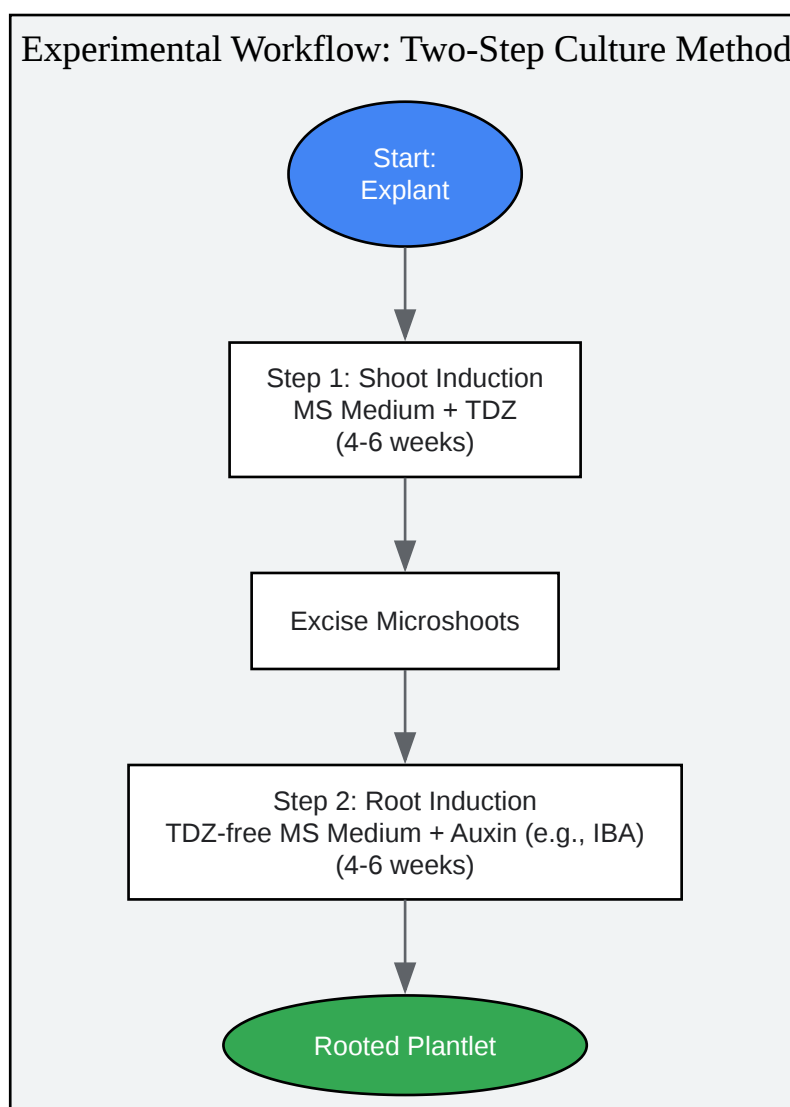 Experimental Workflow: Two-Step Culture Method
Start:
Explant
Step 1: Shoot Induction
MS Medium + TDZ
(4-6 weeks)
Excise Microshoots
Step 2: Root Induction
TDZ-free MS Medium + Auxin (e.g., IBA)
(4-6 weeks)
Rooted Plantlet